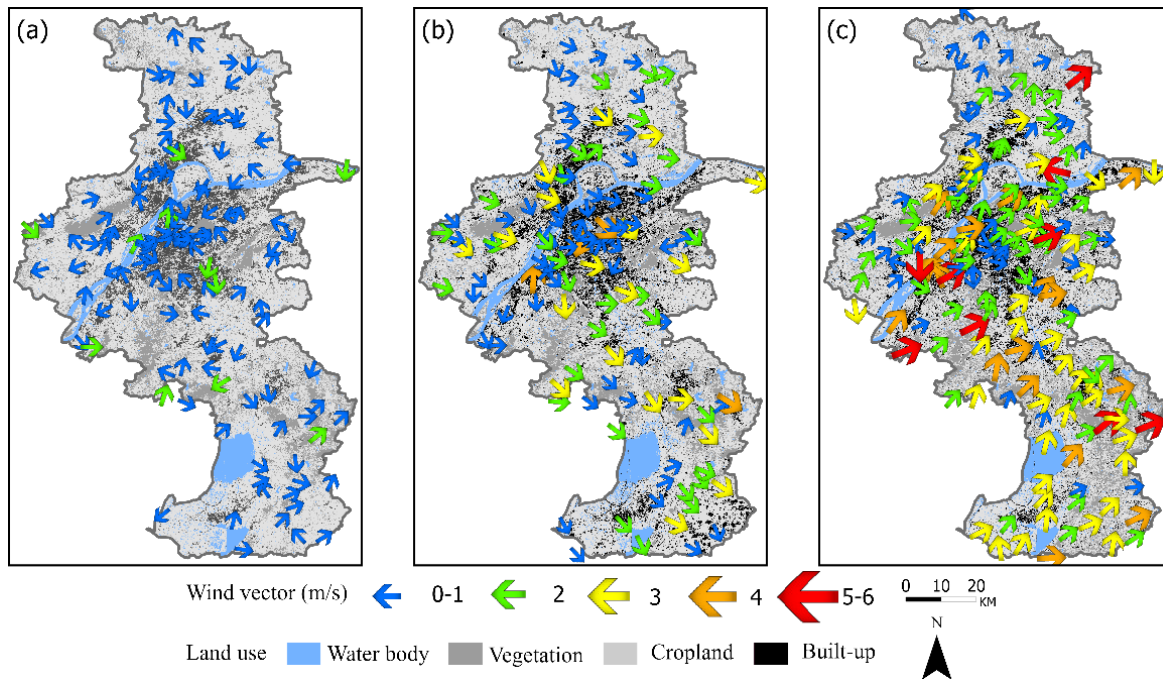 (a) (b) (c)
Wind vector (m/s) 0-1 2 3 4 5-6 0 10 20
KM
N
Land use Water body Vegetation Cropland Built-up